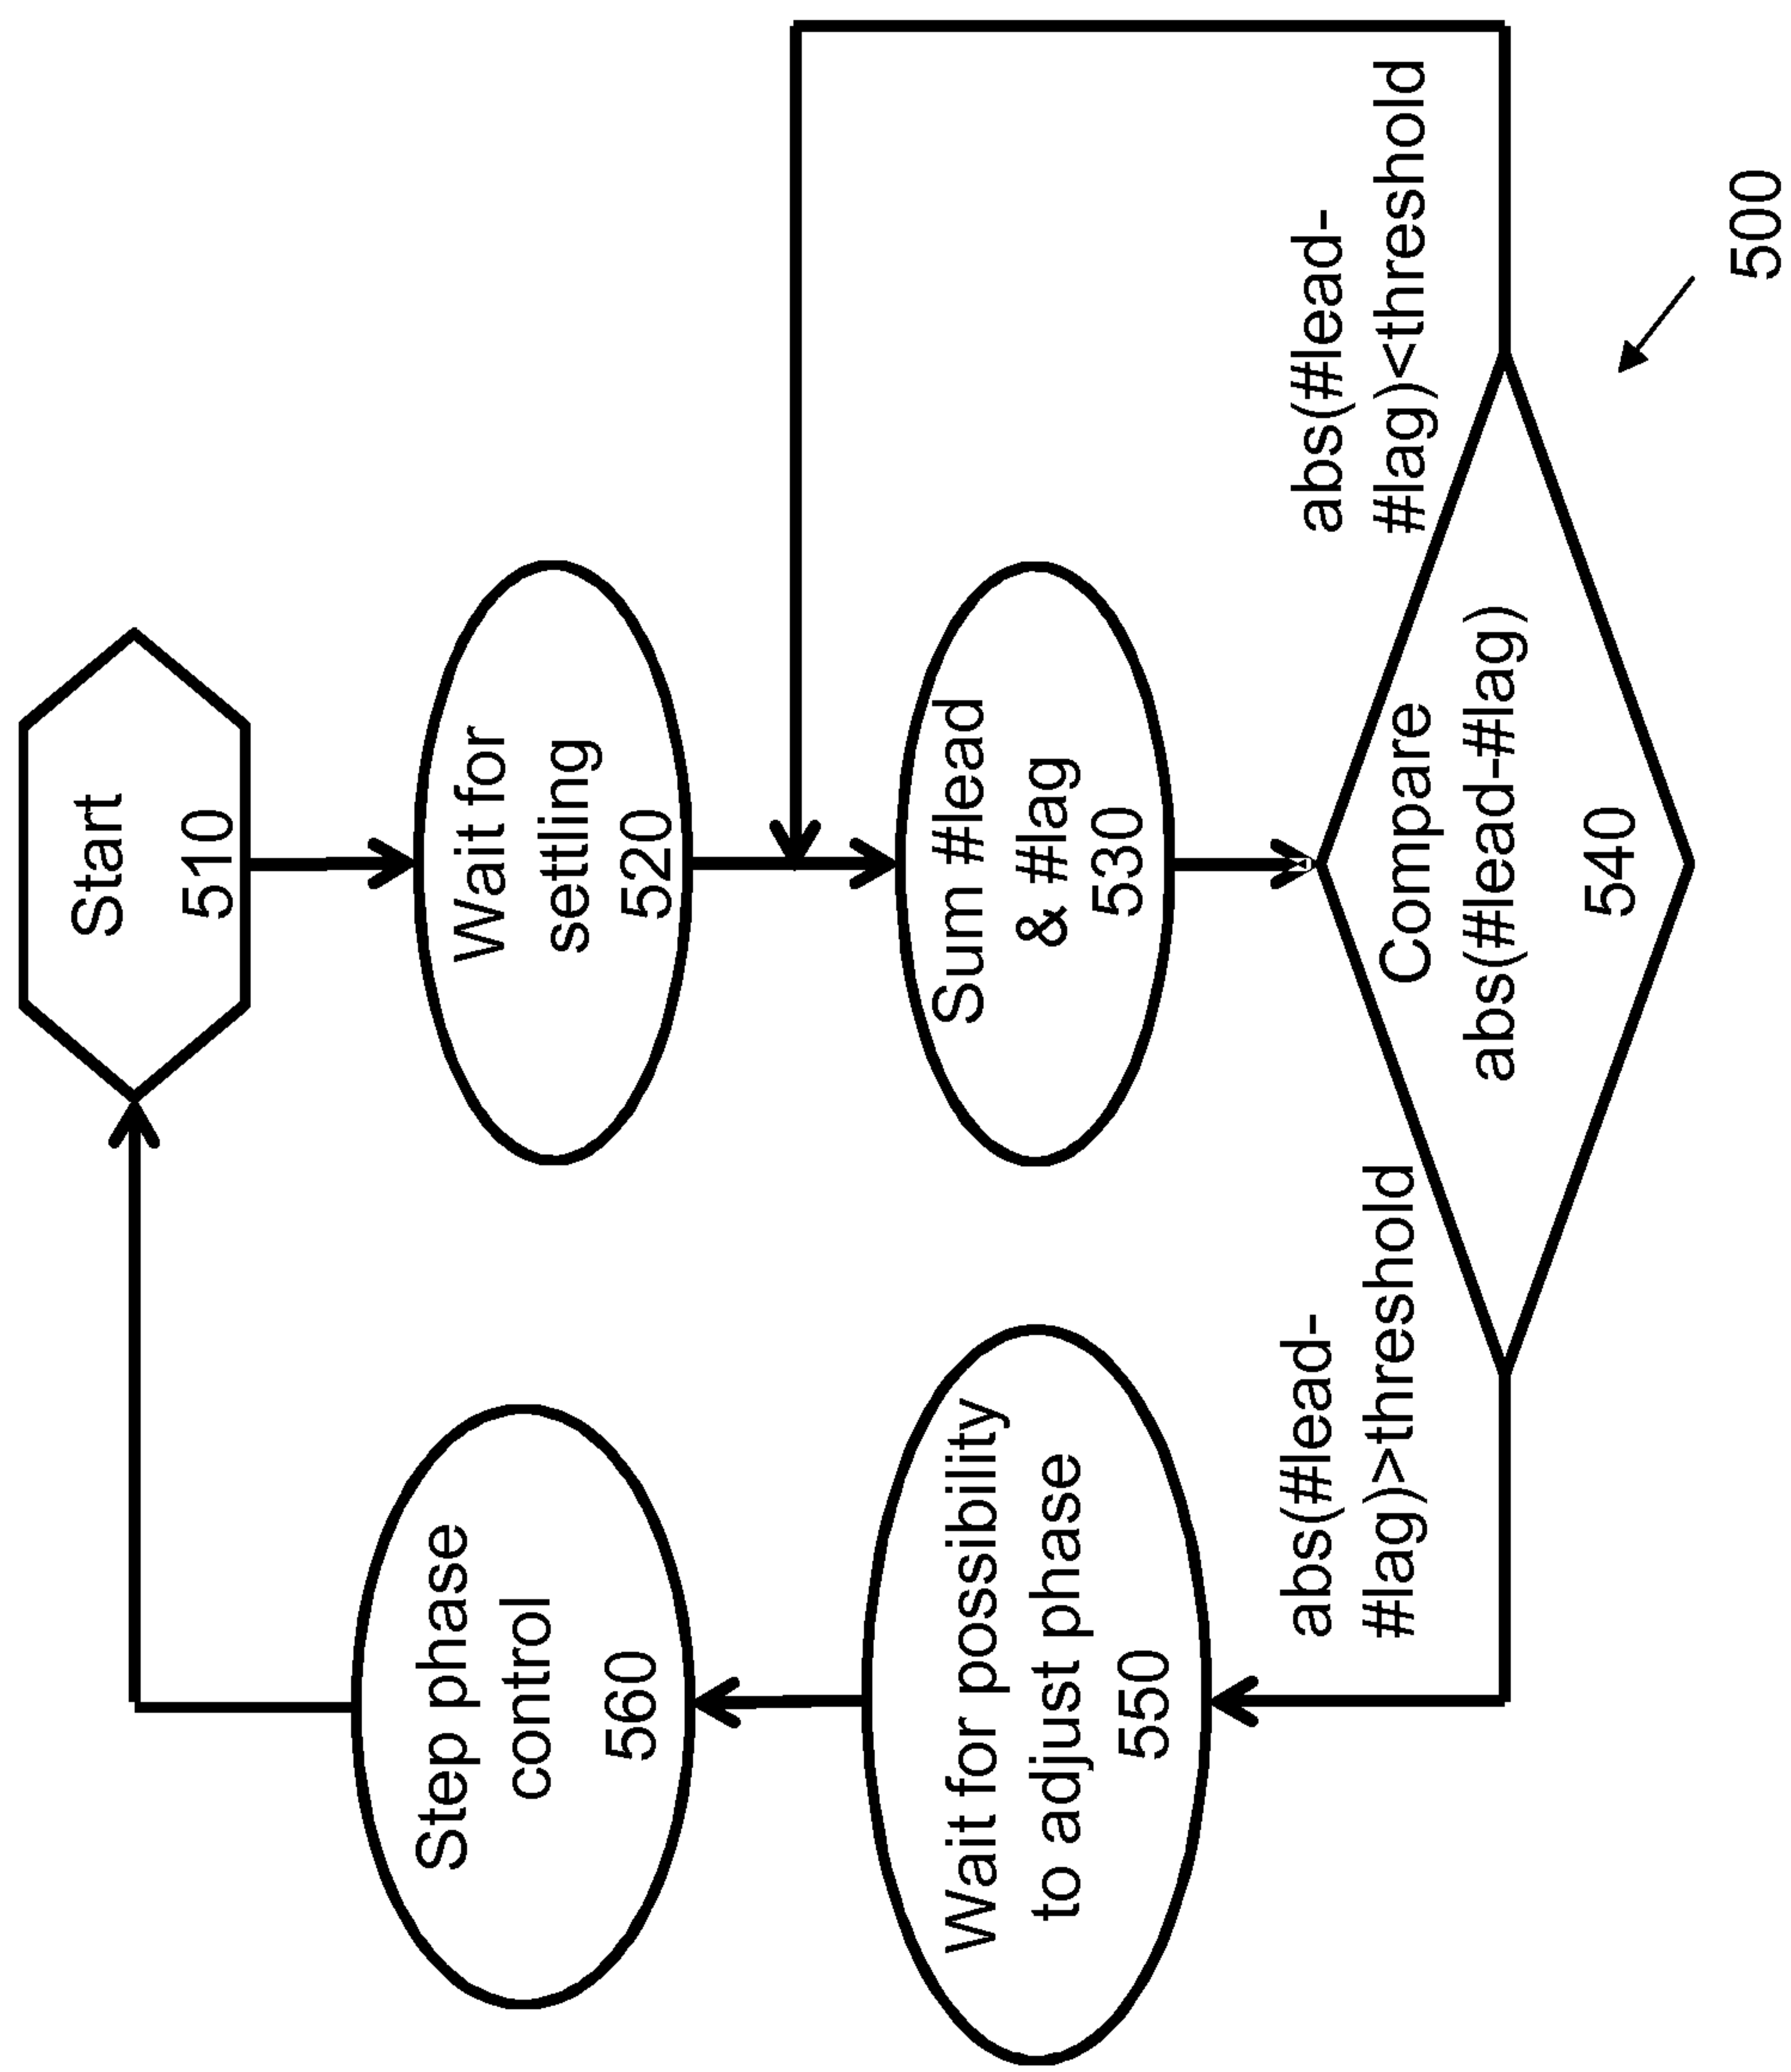 Start
510
Wait for
settling
520
Sum #lead
& #lag
530
Compare
abs(#lead-#lag)
540
abs(#lead-
#lag)<threshold
abs(#lead-
#lag)>threshold
Wait for possibility
to adjust phase
550
Step phase
control
560
500